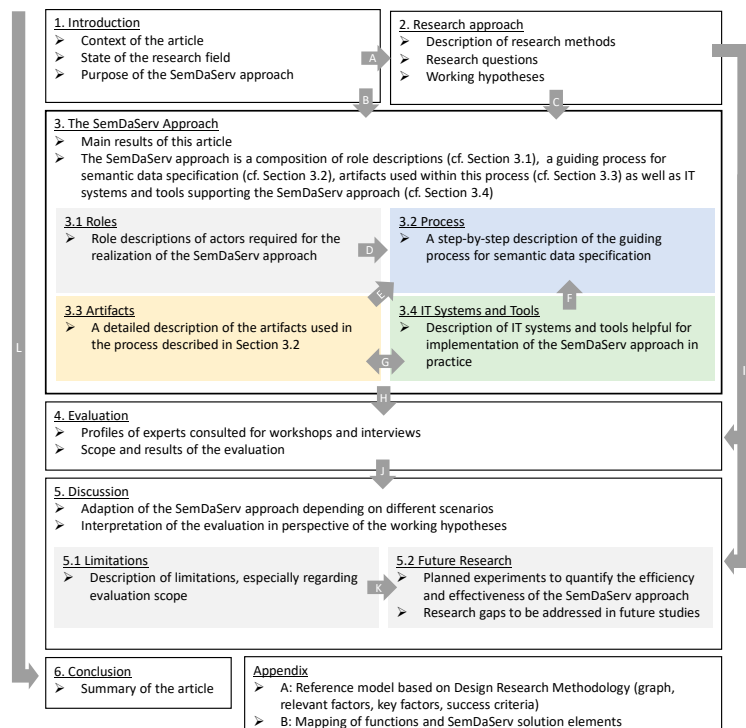 1. Introduction
➤ Context of the article
➤ State of the research field
➤ Purpose of the SemDaServ approach
A
B
2. Research approach
➤ Description of research methods
➤ Research questions
➤ Working hypotheses
C
3. The SemDaServ Approach
➤ Main results of this article
➤ The SemDaServ approach is a composition of role descriptions (cf. Section 3.1), a guiding process for
semantic data specification (cf. Section 3.2), artifacts used within this process (cf. Section 3.3) as well as IT
systems and tools supporting the SemDaServ approach (cf. Section 3.4)
3.1 Roles
➤ Role descriptions of actors required for the
realization of the SemDaServ approach
D
3.2 Process
➤ A step-by-step description of the guiding
process for semantic data specification
E
F
3.3 Artifacts
➤ A detailed description of the artifacts used in
the process described in Section 3.2
G
3.4 IT Systems and Tools
➤ Description of IT systems and tools helpful for
implementation of the SemDaServ approach in
practice
L
I
H
4. Evaluation
➤ Profiles of experts consulted for workshops and interviews
➤ Scope and results of the evaluation
J
5. Discussion
➤ Adaption of the SemDaServ approach depending on different scenarios
➤ Interpretation of the evaluation in perspective of the working hypotheses
5.1 Limitations
➤ Description of limitations, especially regarding
evaluation scope
K
5.2 Future Research
➤ Planned experiments to quantify the efficiency
and effectiveness of the SemDaServ approach
➤ Research gaps to be addressed in future studies
6. Conclusion
➤ Summary of the article
Appendix
➤ A: Reference model based on Design Research Methodology (graph,
relevant factors, key factors, success criteria)
➤ B: Mapping of functions and SemDaServ solution elements